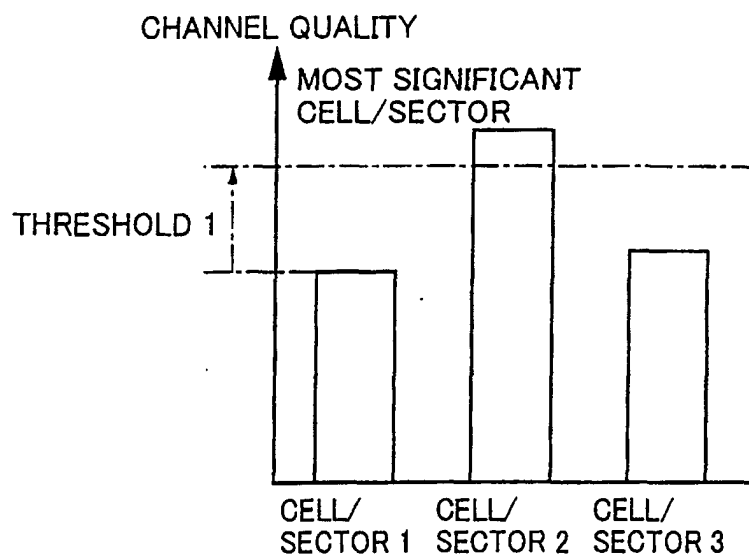 CHANNEL QUALITY
MOST SIGNIFICANT
CELL/SECTOR
THRESHOLD 1
CELL/
SECTOR 1
CELL/
SECTOR 2
CELL/
SECTOR 3